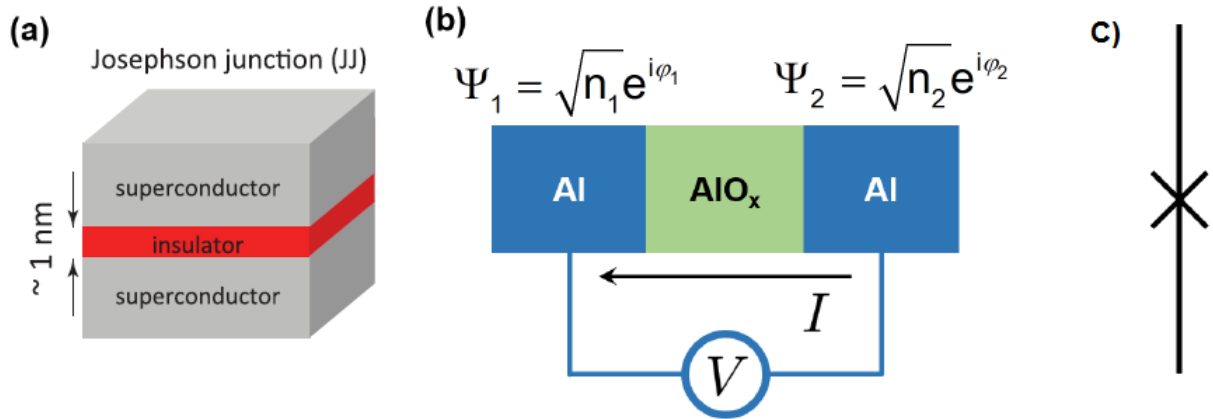 (a)
Josephson junction (JJ)
superconductor
insulator
superconductor
~ 1 nm
(b)
Ψ₁ = √n₁ e^{iφ₁}
Ψ₂ = √n₂ e^{iφ₂}
Al
AlOₓ
Al
I
V
C)